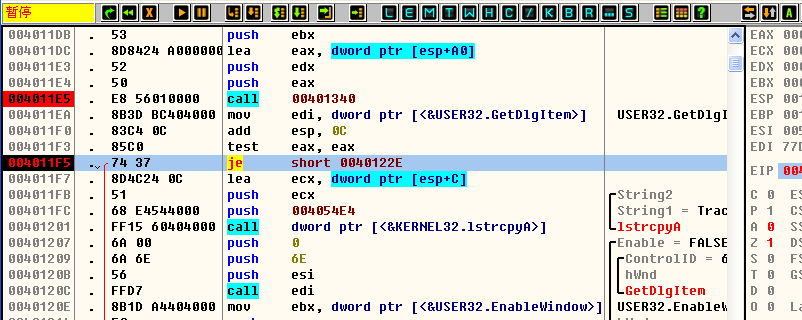 暂停 L E M T W H C / K B R ... S
004011DB . 53 push ebx
004011DC . 8D8424 A0000000 lea eax, dword ptr [esp+A0]
004011E3 . 52 push edx
004011E4 . 50 push eax
004011E5 . E8 56010000 call 00401340
004011EA . 8B3D BC404000 mov edi, dword ptr [<&USER32.GetDlgItem>] USER32.GetDlgI
004011F0 . 83C4 0C add esp, 0C
004011F3 . 85C0 test eax, eax
004011F5 . 74 37 je short 0040122E
004011F7 . 8D4C24 0C lea ecx, dword ptr [esp+C]
004011FB . 51 push ecx String2
004011FC . 68 E4544000 push 004054E4 String1 = Trac
00401201 . FF15 60404000 call dword ptr [<&KERNEL32.lstrcpyA>] lstrcpyA
00401207 . 6A 00 push 0 Enable = FALSE
00401209 . 6A 6E push 6E ControlID = 6
0040120B . 56 push esi hWnd
0040120C . FFD7 call edi GetDlgItem
0040120E . 8B1D A4404000 mov ebx, dword ptr [<&USER32.EnableWindow>] USER32.EnableW
EAX 00
ECX 00
EDX 00
EBX 00
ESP 00
EBP 00
ESI 00
EDI 77D
EIP 004
C 0 ES
P 1 CS
A 0 SS
Z 1 DS
S 0 FS
T 0 GS
D 0
O 0 La